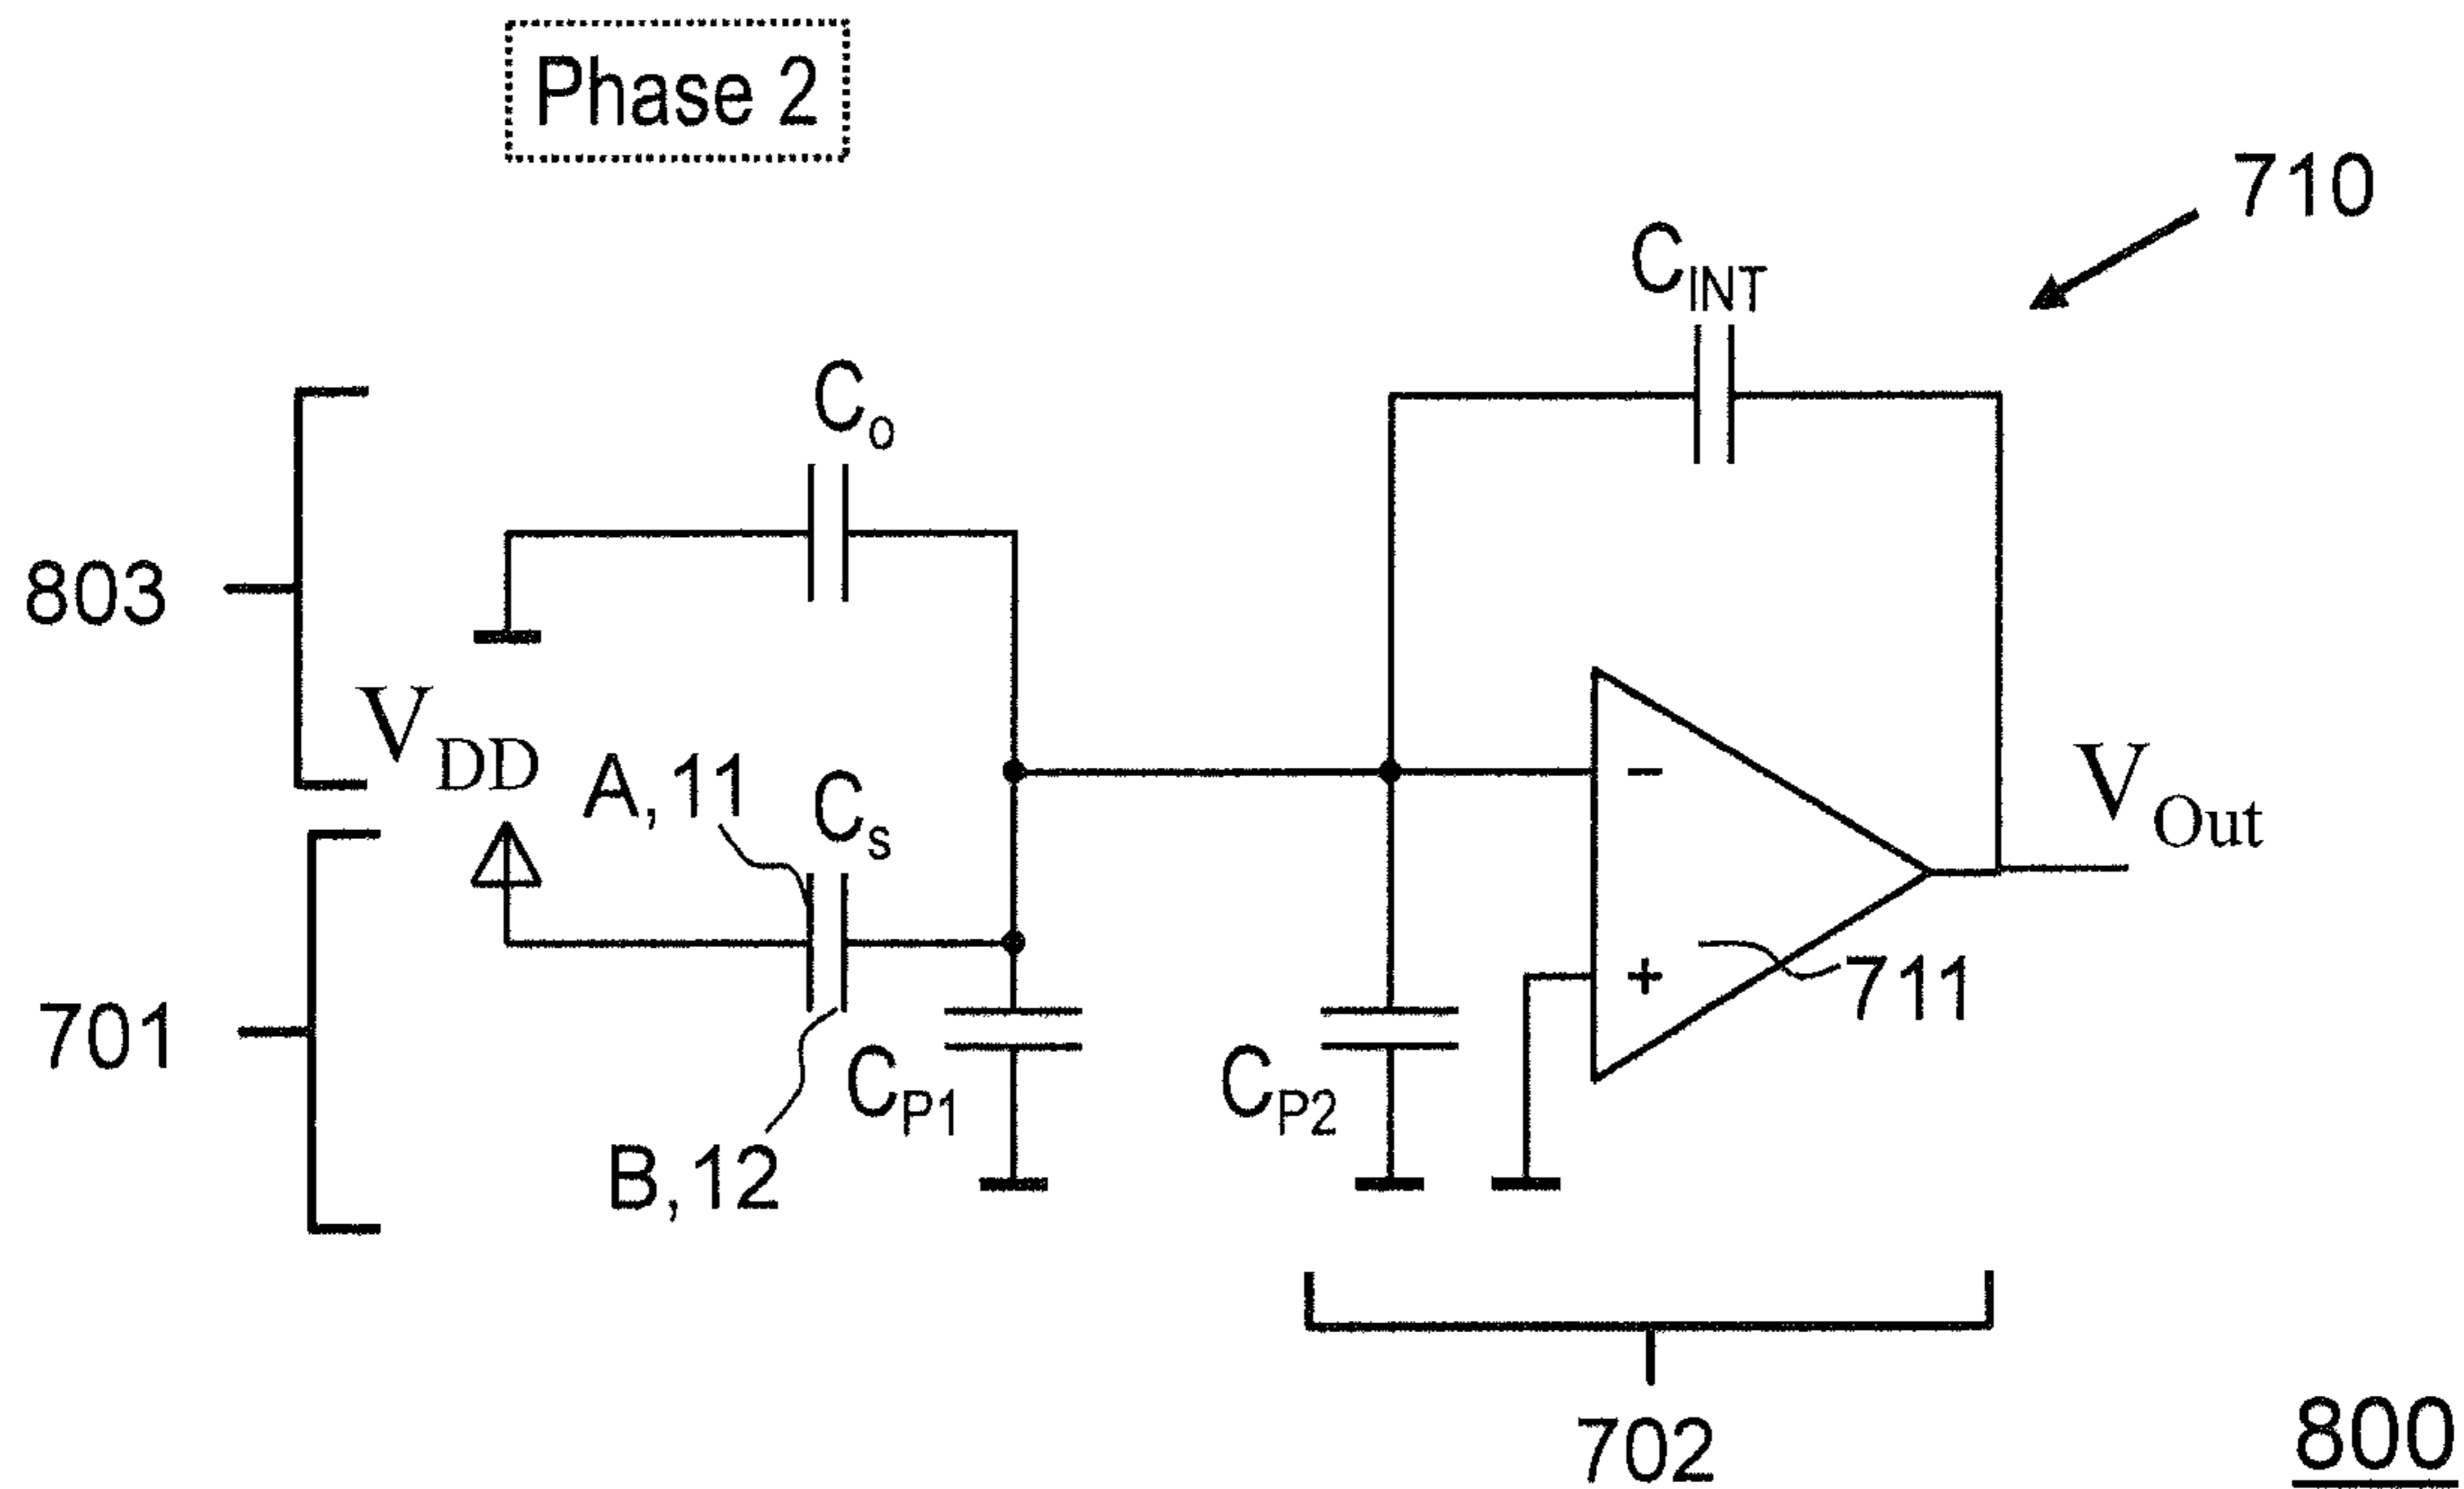 Phase 2
710
C_INT
C_o
803
V_DD
A,11
C_s
V_Out
-
+
711
701
C_P1
C_P2
B,12
702
800